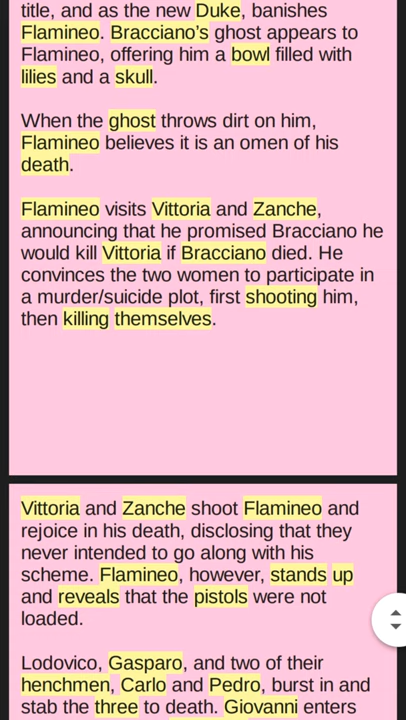 title, and as the new Duke, banishes
Flamineo. Bracciano's ghost appears to
Flamineo, offering him a bowl filled with
lilies and a skull.
When the ghost throws dirt on him,
Flamineo believes it is an omen of his
death.
Flamineo visits Vittoria and Zanche,
announcing that he promised Bracciano he
would kill Vittoria if Bracciano died. He
convinces the two women to participate in
a murder/suicide plot, first shooting him,
then killing themselves.
Vittoria and Zanche shoot Flamineo and
rejoice in his death, disclosing that they
never intended to go along with his
scheme. Flamineo, however, stands up
and reveals that the pistols were not
loaded.
Lodovico, Gasparo, and two of their
henchmen, Carlo and Pedro, burst in and
stab the three to death. Giovanni enters